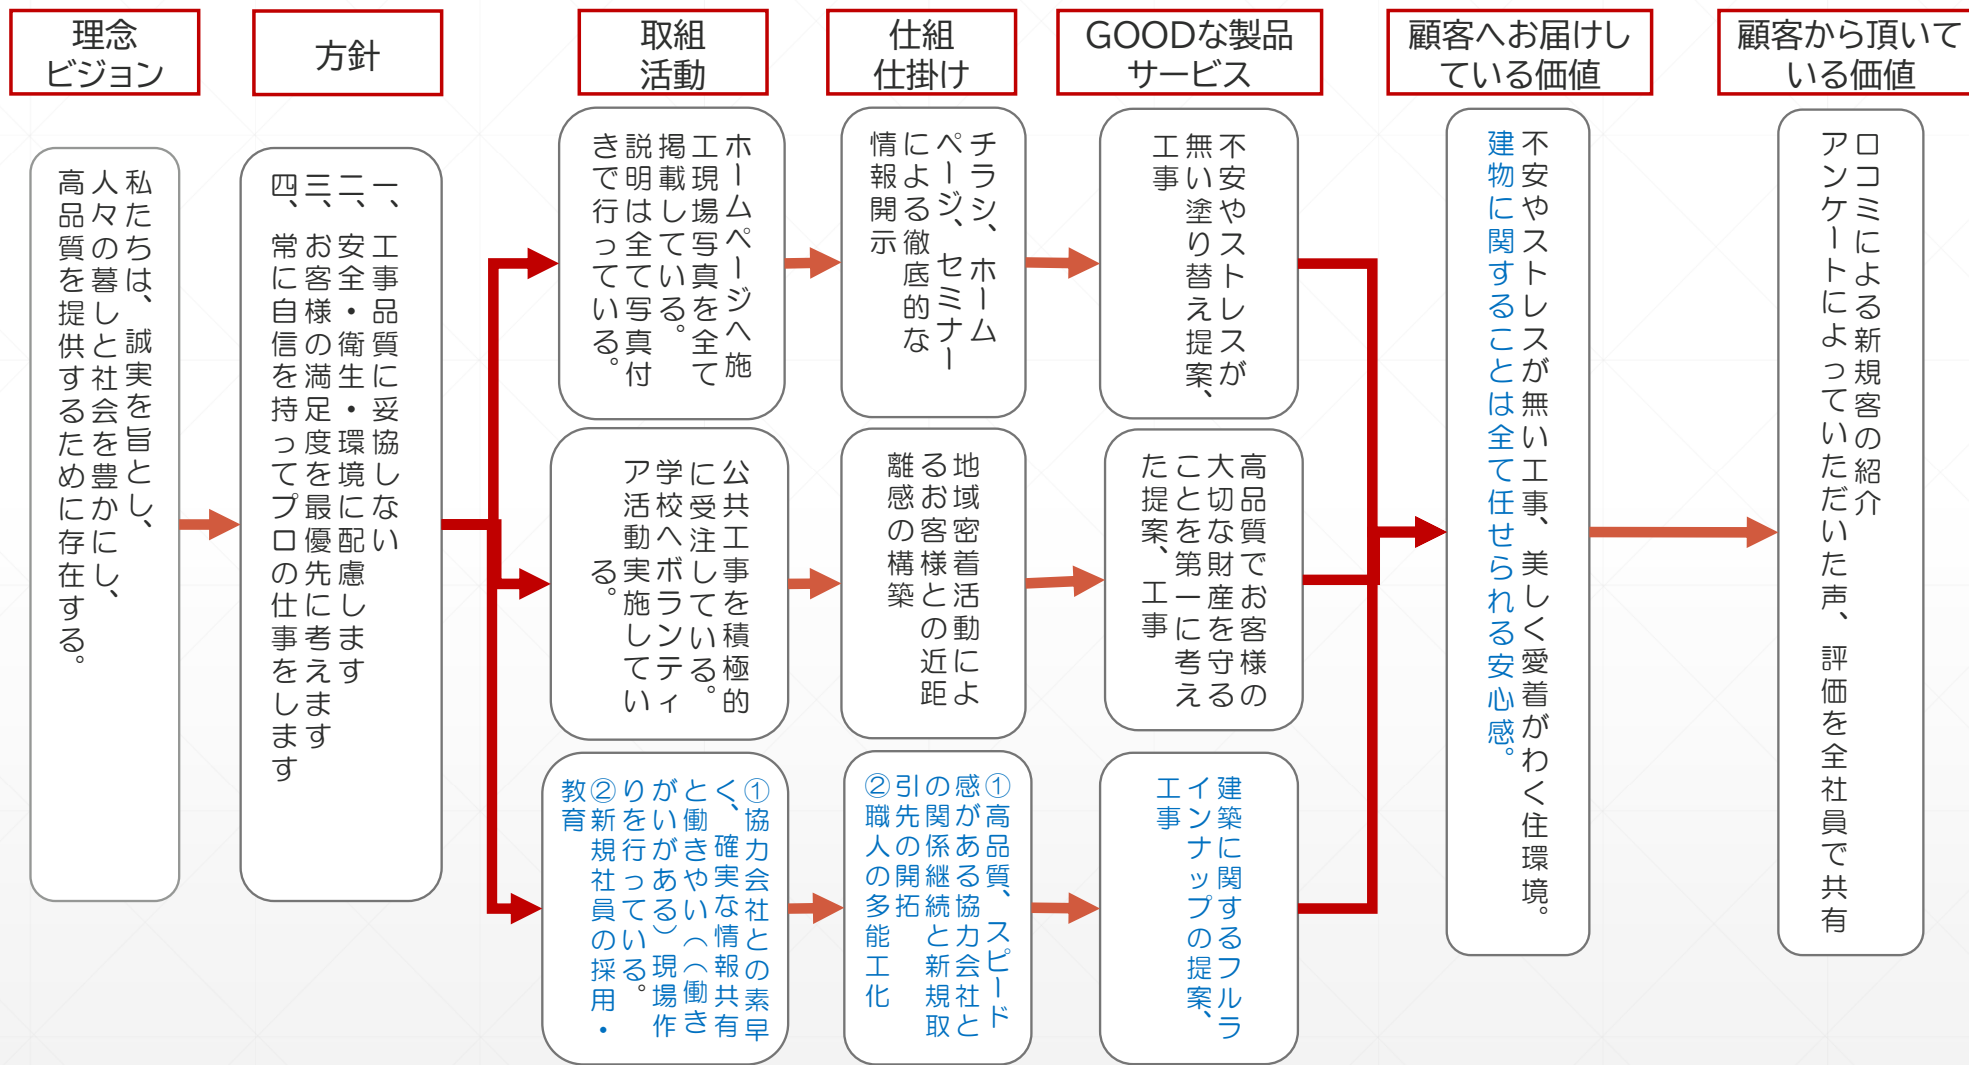 理念
ビジョン
方針
取組
活動
仕組
仕掛け
GOODな製品
サービス
顧客へお届けし
ている価値
顧客から頂いて
いる価値
私たちは、誠実を旨とし、
人々の暮しと社会を豊かにし、
高品質を提供するために存在する。
一、工事品質に妥協しない
二、安全・衛生・環境に配慮します
三、お客様の満足度を最優先に考えます
四、常に自信を持ってプロの仕事をします
ホームページへ施
工現場写真を全て
掲載している。
説明は全て写真付
きで行っている。
チラシ、ホーム
ページ、セミナー
による徹底的な
情報開示
不安やストレスが
無い塗り替え提案、
工事
公共工事を積極的
に受注している。
学校へボランティ
ア活動実施してい
る。
地域密着活動によ
るお客様との近距
離感の構築
高品質でお客様の
大切な財産を守る
ことを第一に考え
た提案、工事
①協力会社との素早
く、確実な情報共有
と働きやい（（働き
がいがある）現場作
りを行っている。
②新規社員の採用・
教育
①高品質、スピード
感がある協力会社と
の関係継続と新規取
引先の開拓
②職人の多能工化
建築に関するフルラ
インナップの提案、
工事
不安やストレスが無い工事、美しく愛着がわく住環境。
建物に関することは全て任せられる安心感。
口コミによる新規客の紹介
アンケートによっていただいた声、評価を全社員で共有